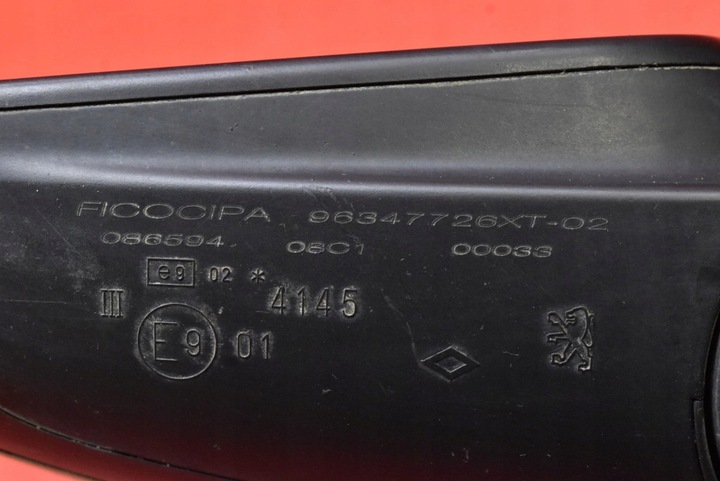 FICOCIPA 96347726XT-02
086594 08C1 00033
e9 02 * 4145
III
E9 01